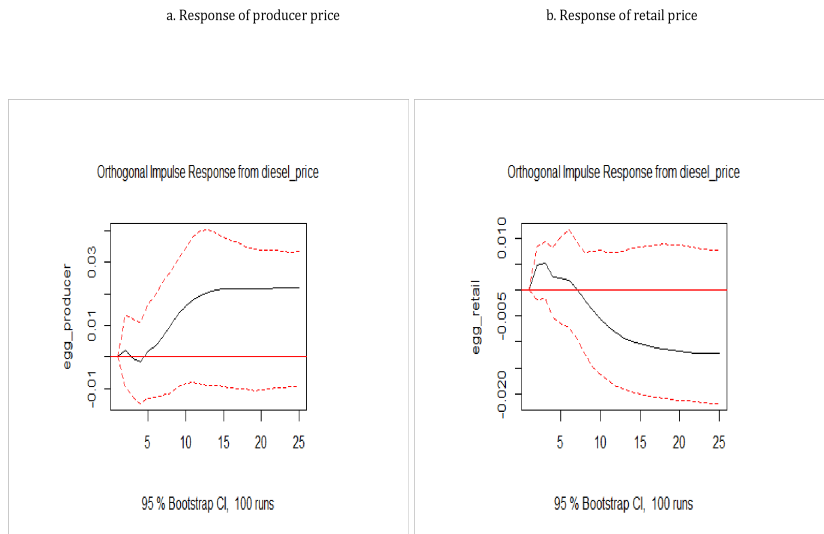 a. Response of producer price
b. Response of retail price
Orthogonal Impulse Response from diesel_price
egg_producer
0.03
0.01
-0.01
5 10 15 20 25
95 % Bootstrap CI, 100 runs
Orthogonal Impulse Response from diesel_price
egg_retail
0.010
-0.005
-0.020
5 10 15 20 25
95 % Bootstrap CI, 100 runs